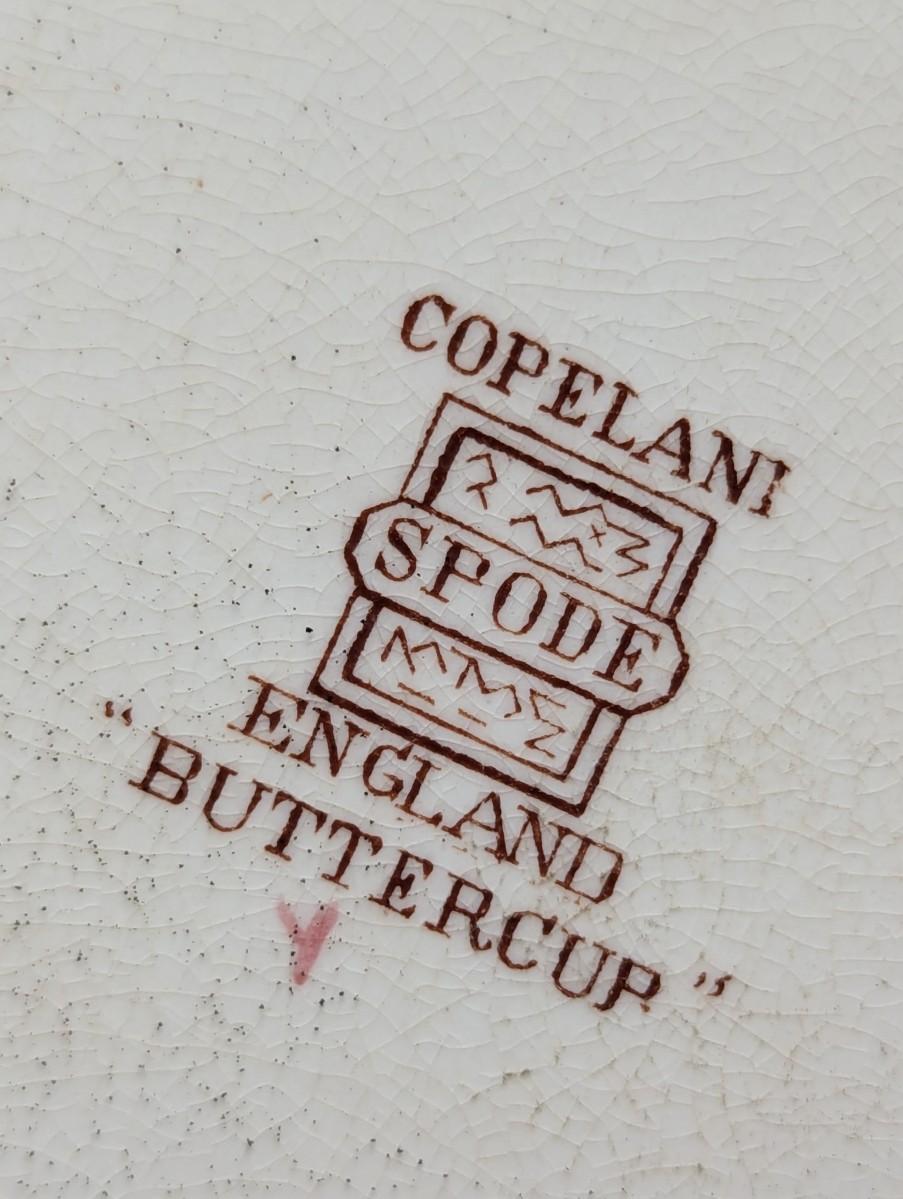 COPELANI
SPODE
ENGLAND
"BUTTERCUP"
Y